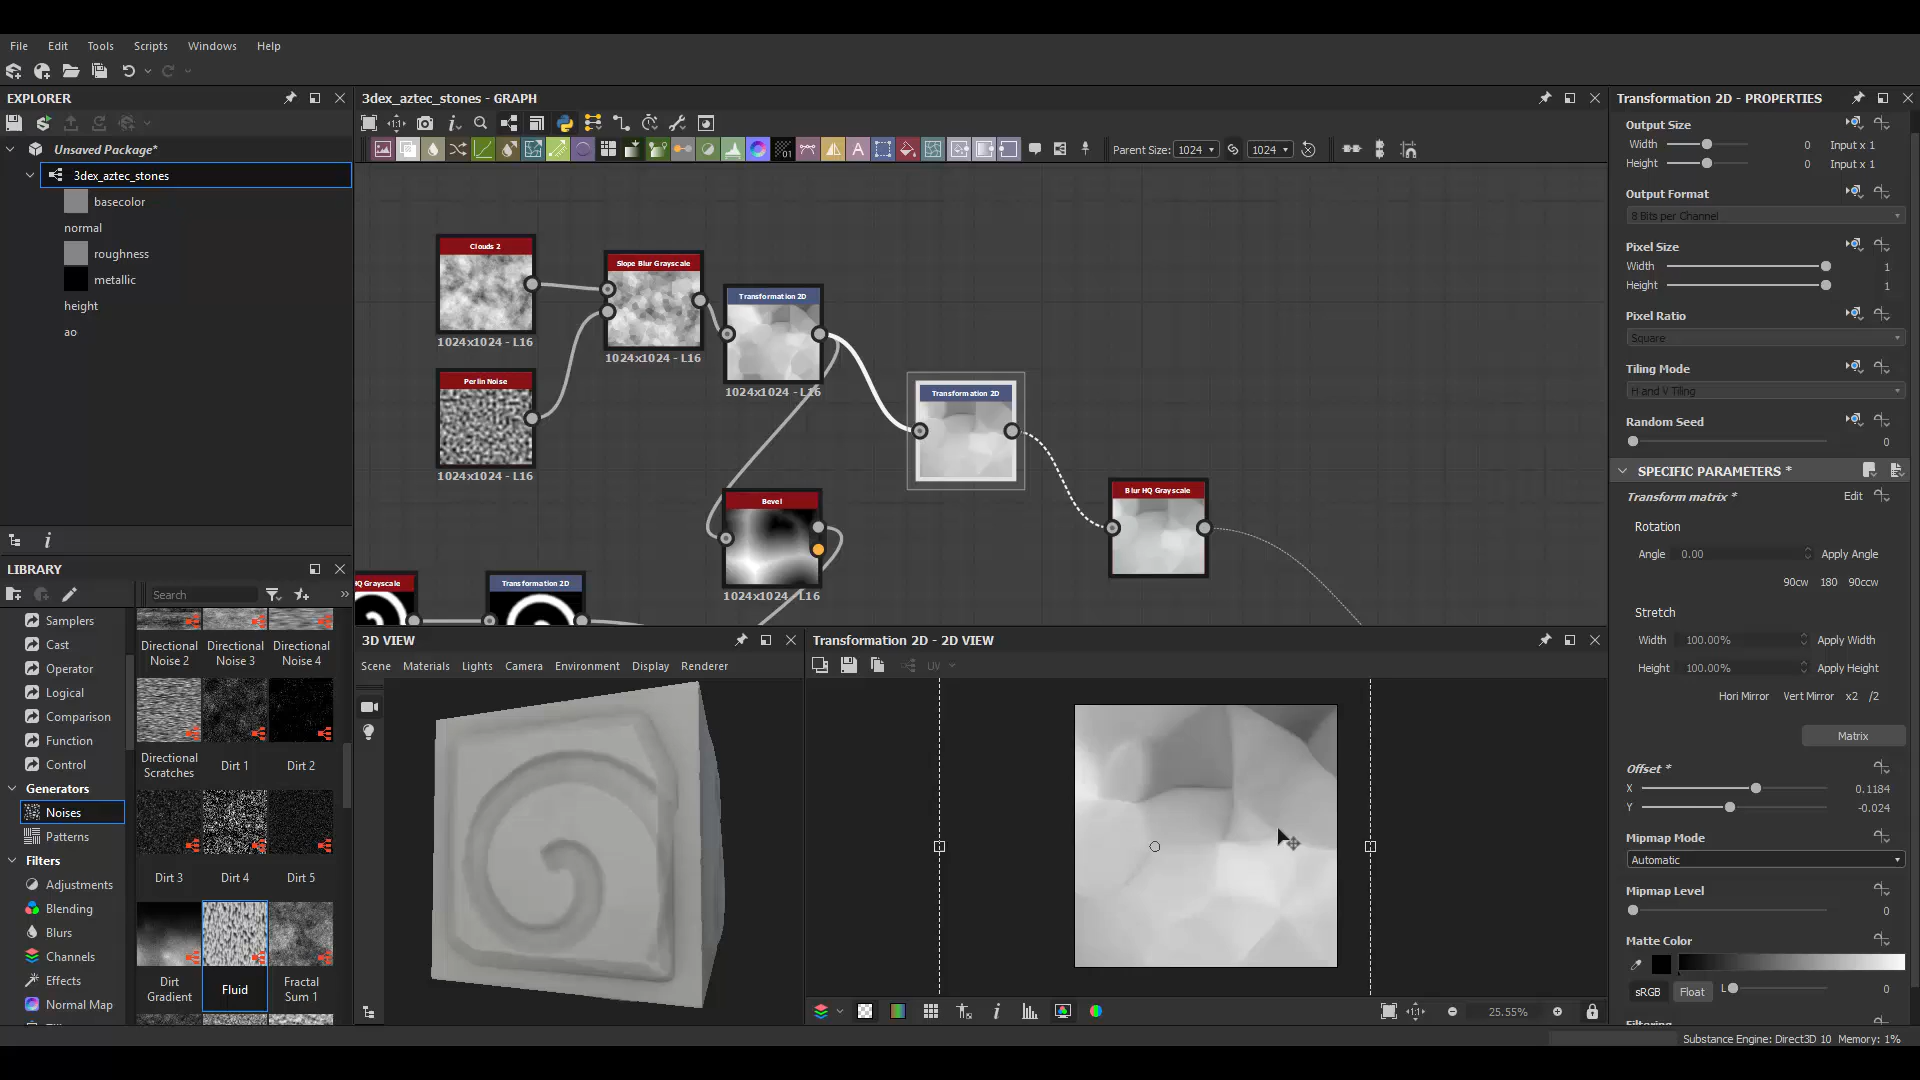 File Edit Tools Scripts Windows Help
EXPLORER
Unsaved Package*
3dex_aztec_stones
basecolor
normal
roughness
metallic
height
ao
LIBRARY
Search
»
Samplers
Cast
Operator
Logical
Comparison
Function
Control
Generators
Noises
Patterns
Filters
Adjustments
Blending
Blurs
Channels
Effects
Normal Map
Directional Noise 2
Directional Noise 3
Directional Noise 4
Directional Scratches
Dirt 1
Dirt 2
Dirt 3
Dirt 4
Dirt 5
Dirt Gradient
Fluid
Fractal Sum 1
3dex_aztec_stones - GRAPH
Parent Size: 1024 1024
Clouds 2
1024x1024 - L16
Perlin Noise
1024x1024 - L16
Slope Blur Grayscale
1024x1024 - L16
Transformation 2D
1024x1024 - L16
Transformation 2D
Bevel
1024x1024 - L16
Blur HQ Grayscale
HQ Grayscale
Transformation 2D
3D VIEW
Scene Materials Lights Camera Environment Display Renderer
Transformation 2D - 2D VIEW
UV
25.55%
Transformation 2D - PROPERTIES
Output Size
Width 0 Input x 1
Height 0 Input x 1
Output Format
8 Bits per Channel
Pixel Size
Width 1
Height 1
Pixel Ratio
Square
Tiling Mode
H and V Tiling
Random Seed
0
SPECIFIC PARAMETERS *
Transform matrix * Edit
Rotation
Angle 0.00 Apply Angle
90cw 180 90ccw
Stretch
Width 100.00% Apply Width
Height 100.00% Apply Height
Hori Mirror Vert Mirror x2 /2
Matrix
Offset *
X 0.1184
Y -0.024
Mipmap Mode
Automatic
Mipmap Level
0
Matte Color
sRGB Float L 0
Substance Engine: Direct3D 10 Memory: 1%